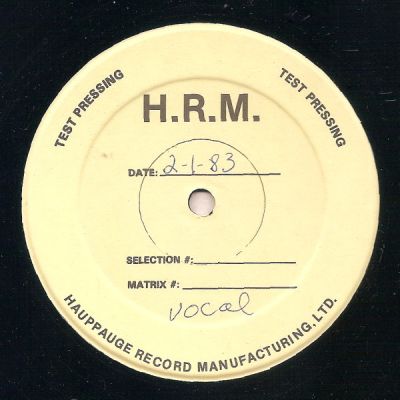 TEST PRESSING
TEST PRESSING
H.R.M.
DATE: 2-1-83
SELECTION #:
MATRIX #:
vocal
HAUPPAUGE RECORD MANUFACTURING, LTD.